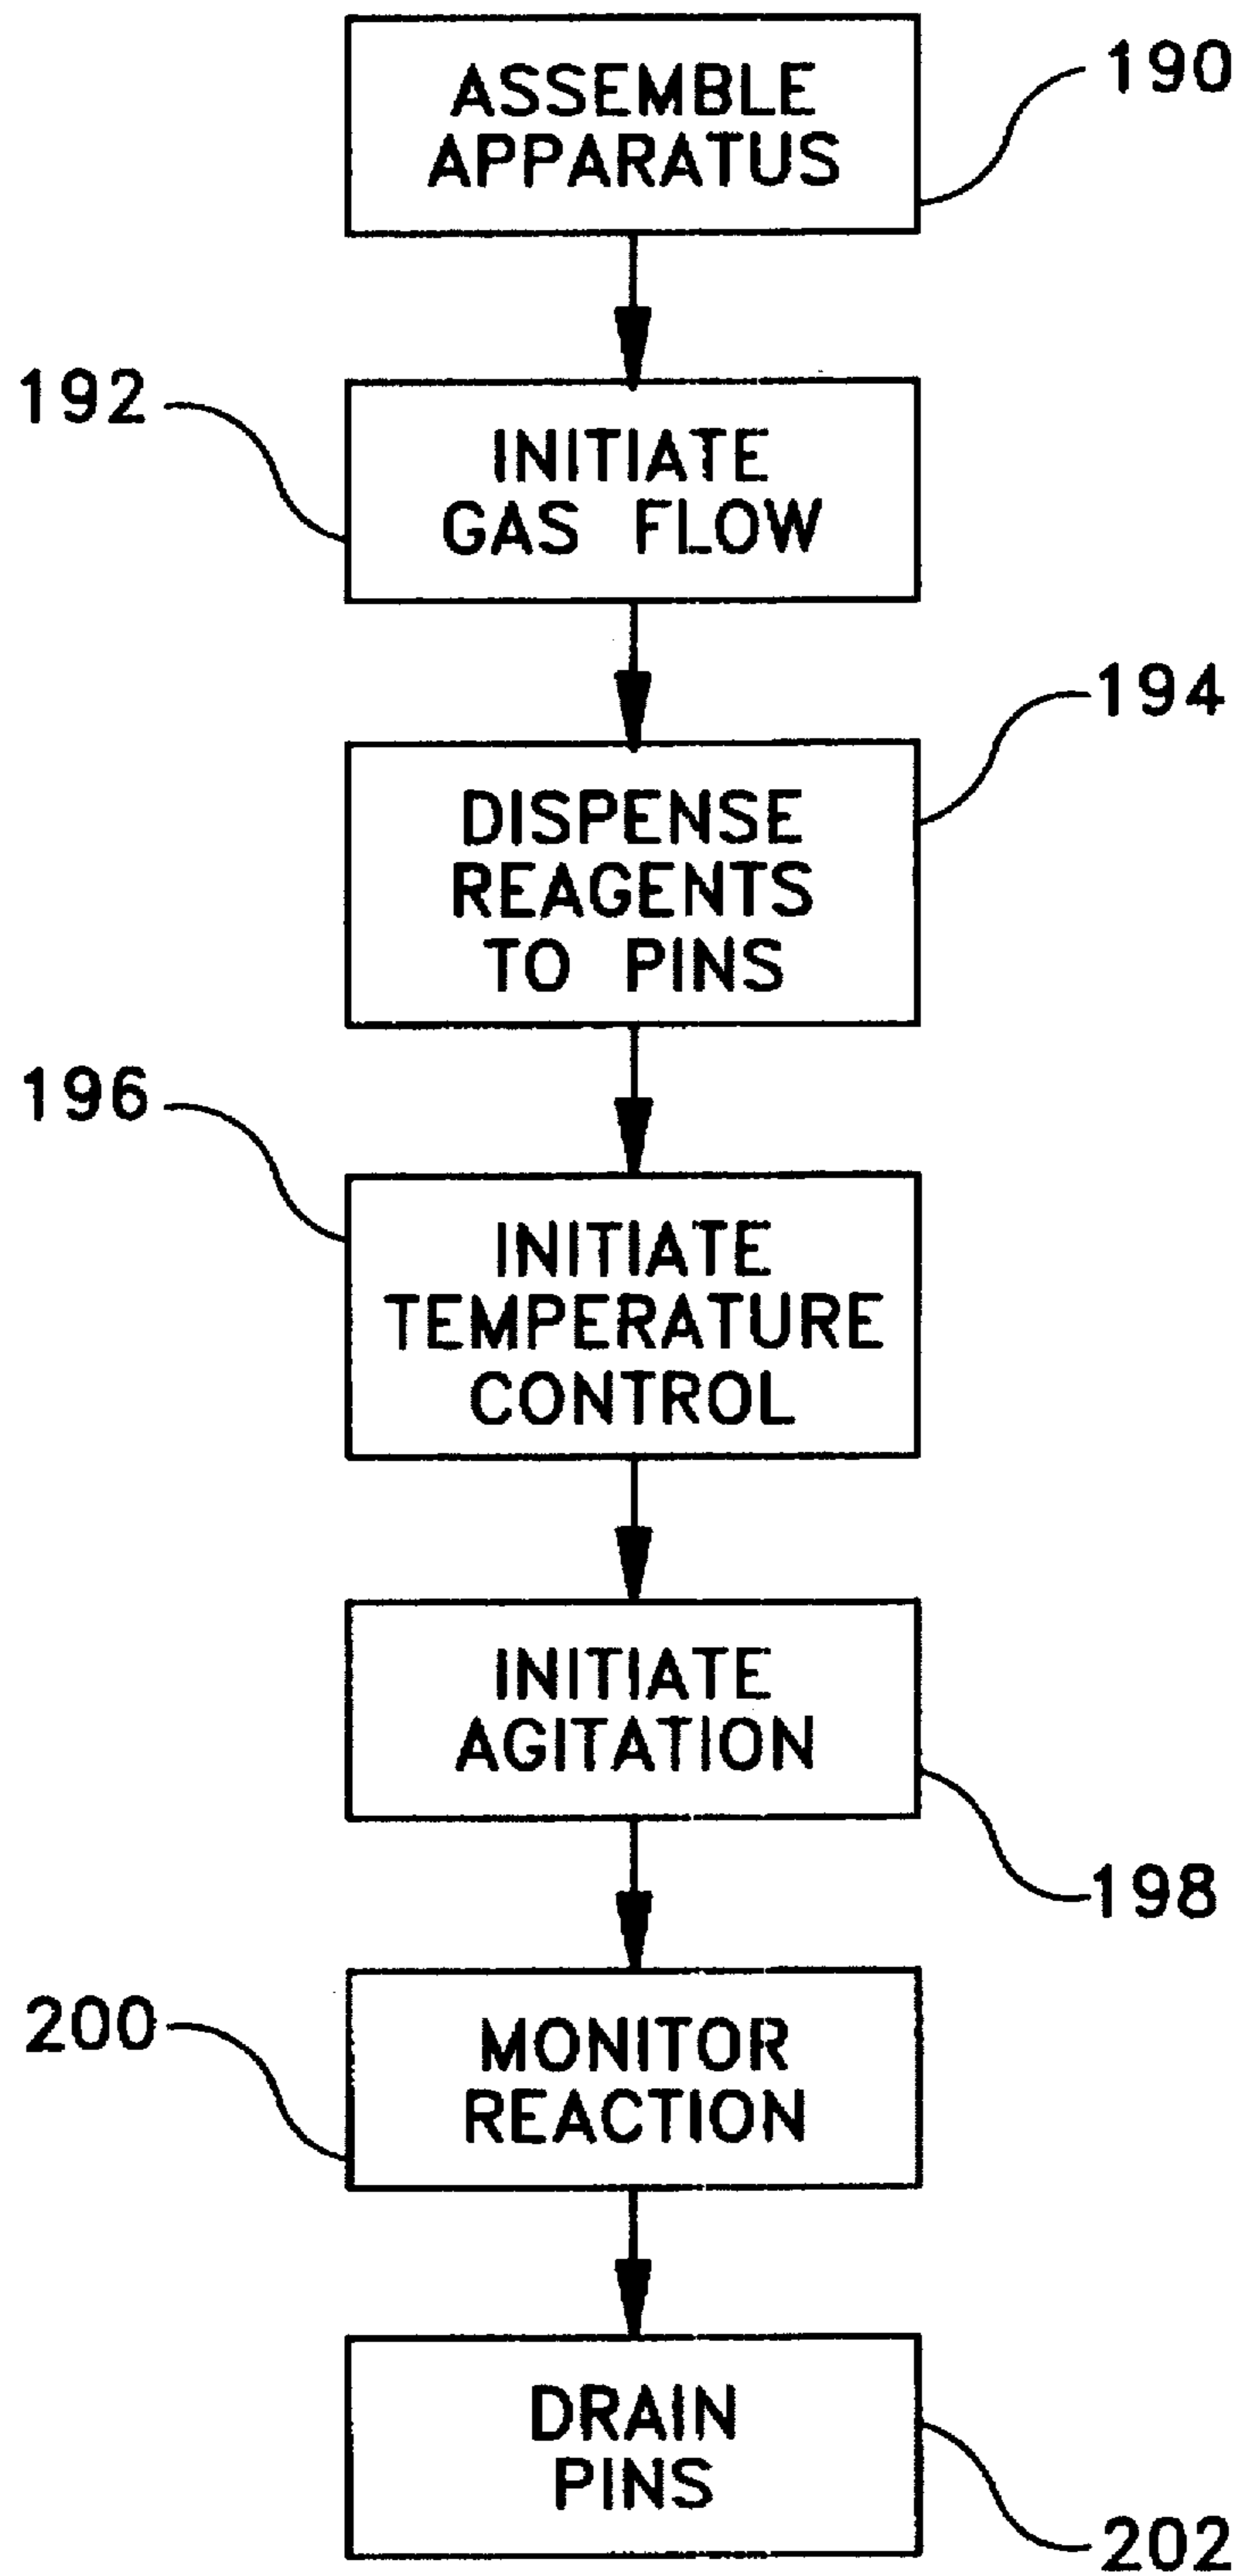 ASSEMBLE
APPARATUS
190
192
INITIATE
GAS FLOW
194
DISPENSE
REAGENTS
TO PINS
196
INITIATE
TEMPERATURE
CONTROL
INITIATE
AGITATION
198
200
MONITOR
REACTION
DRAIN
PINS
202